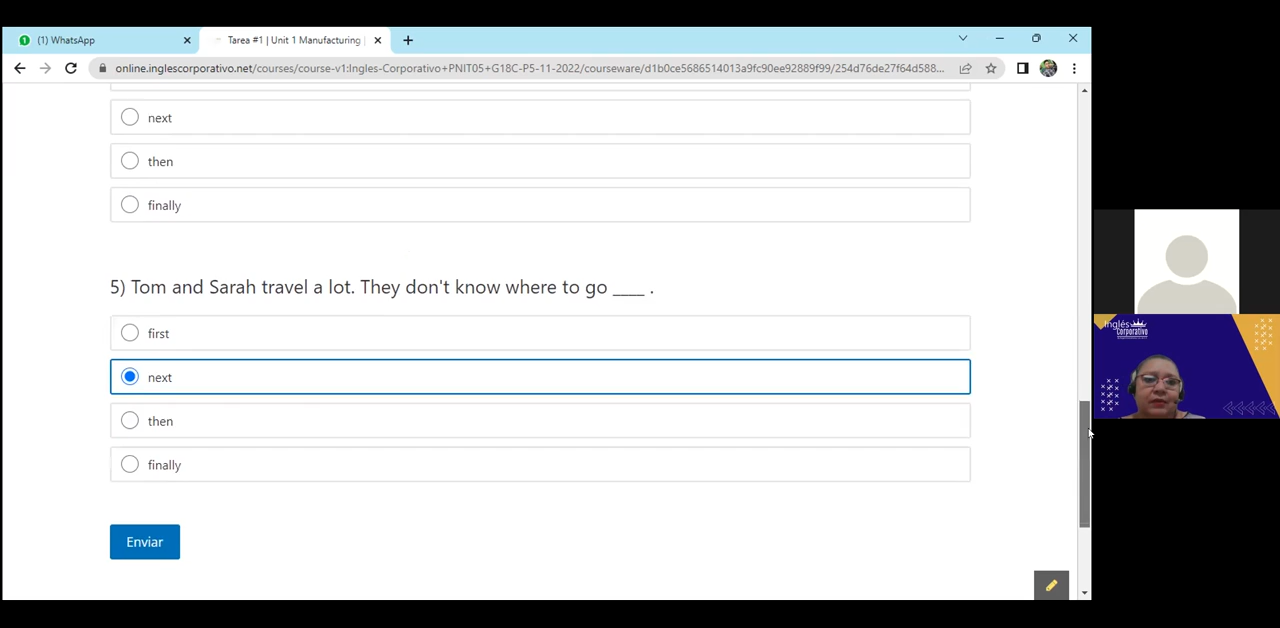 (1) WhatsApp
Tarea #1 | Unit 1 Manufacturing |
online.inglescorporativo.net/courses/course-v1:Ingles-Corporativo+PNIT05+G18C-P5-11-2022/courseware/d1b0ce5686514013a9fc90ee92889f99/254d76de27f64d588...
next
then
finally
5) Tom and Sarah travel a lot. They don't know where to go ____ .
first
next
then
finally
Enviar
Inglés
Corporativo